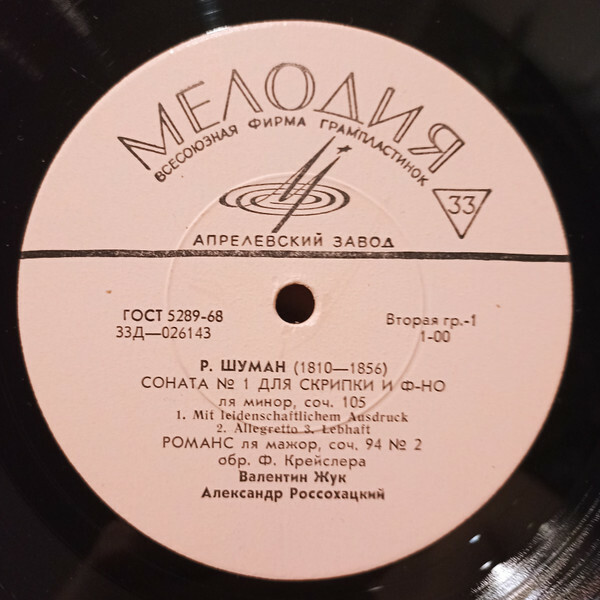 МЕЛОДИЯ
ВСЕСОЮЗНАЯ ФИРМА ГРАМПЛАСТИНОК
33
АПРЕЛЕВСКИЙ ЗАВОД
ГОСТ 5289-68
33Д—026143
Вторая гр.-1
1-00
Р. ШУМАН (1810—1856)
СОНАТА № 1 ДЛЯ СКРИПКИ И Ф-НО
ля минор, соч. 105
1. Mit leidenschaftlichem Ausdruck
2. Allegretto 3. Lebhaft
РОМАНС ля мажор, соч. 94 № 2
обр. Ф. Крейслера
Валентин Жук
Александр Россохацкий